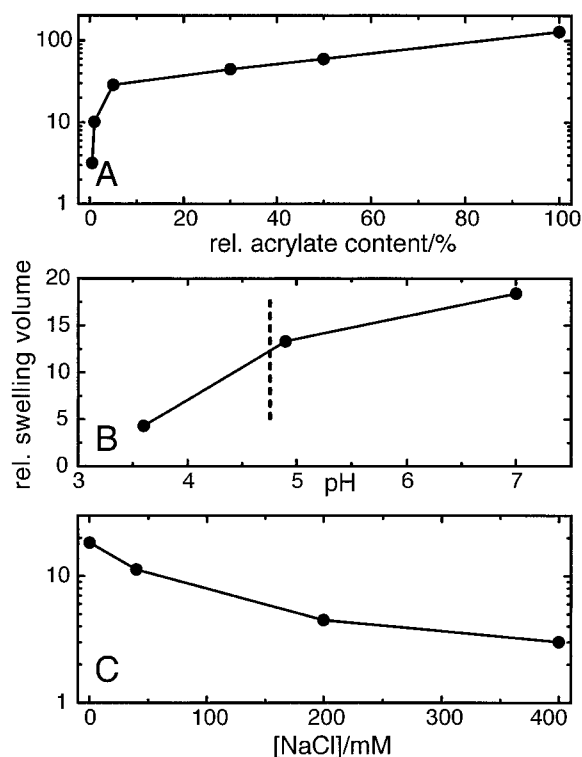 100
10
1
A
0 20 40 60 80 100
rel. acrylate content/%
rel. swelling volume
20
15
10
5
0
B
3 4 5 pH 6 7
10
1
C
0 100 200 300 400
[NaCl]/mM